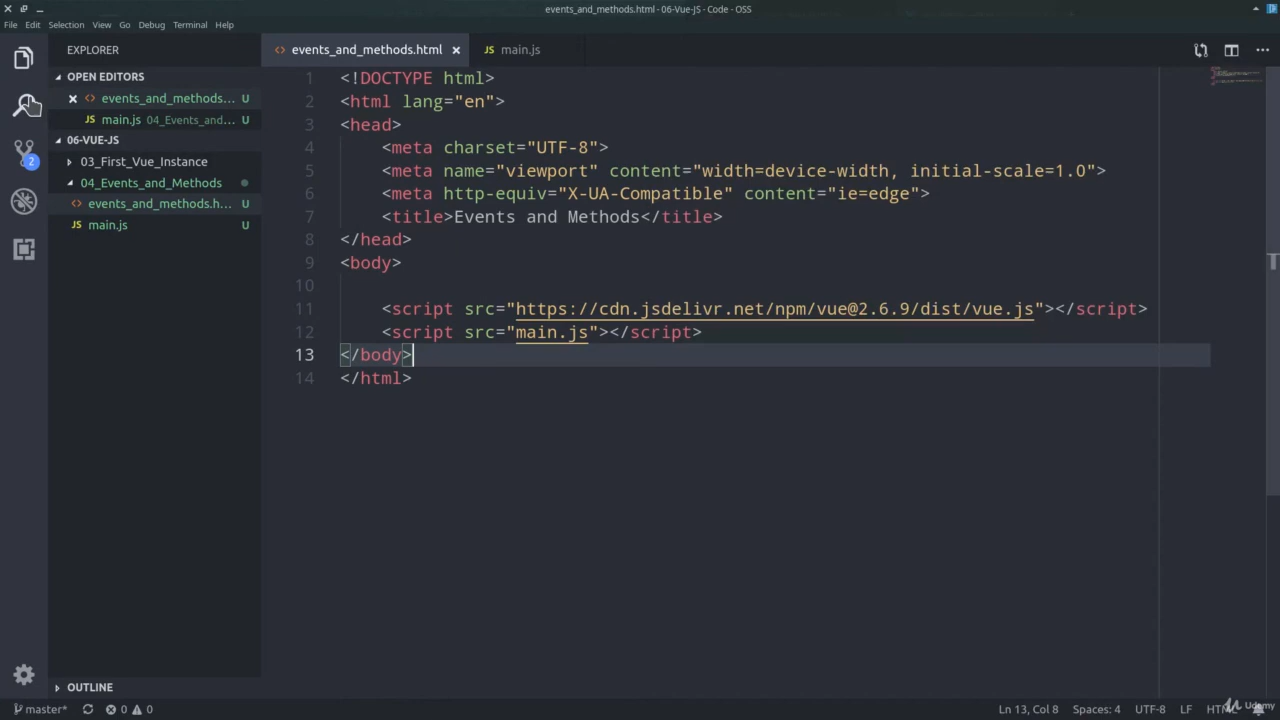 events_and_methods.html - 06-Vue-JS - Code - OSS
File Edit Selection View Go Debug Terminal Help
EXPLORER
OPEN EDITORS
events_and_methods... U
main.js 04_Events_and... U
06-VUE-JS
03_First_Vue_Instance
04_Events_and_Methods
events_and_methods.h... U
JS main.js U
OUTLINE
events_and_methods.html
JS main.js
1 <!DOCTYPE html>
2 <html lang="en">
3 <head>
4 <meta charset="UTF-8">
5 <meta name="viewport" content="width=device-width, initial-scale=1.0">
6 <meta http-equiv="X-UA-Compatible" content="ie=edge">
7 <title>Events and Methods</title>
8 </head>
9 <body>
10
11 <script src="https://cdn.jsdelivr.net/npm/vue@2.6.9/dist/vue.js"></script>
12 <script src="main.js"></script>
13 </body>
14 </html>
2
master* 0 0
Ln 13, Col 8 Spaces: 4 UTF-8 LF HTML
Udemy